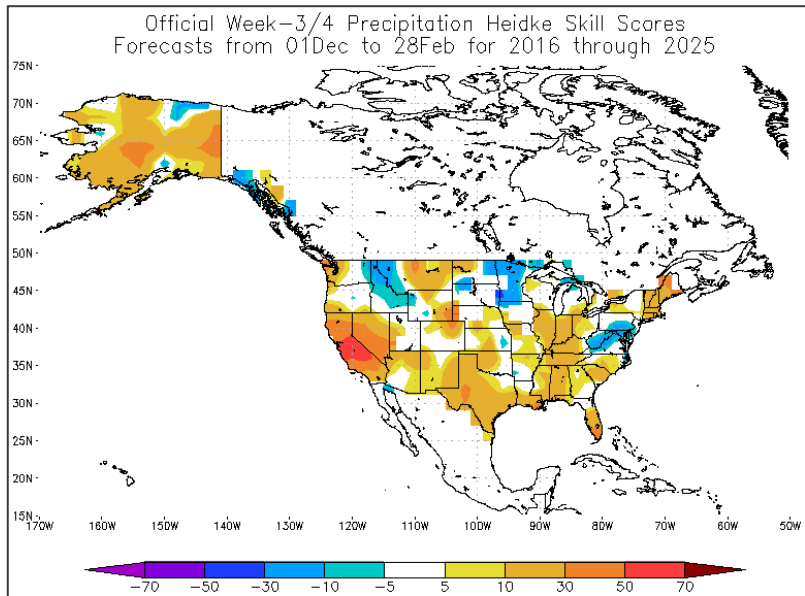 Official Week-3/4 Precipitation Heidke Skill Scores
Forecasts from 01Dec to 28Feb for 2016 through 2025
75N
70N
65N
60N
55N
50N
45N
40N
35N
30N
25N
20N
15N
170W 160W 150W 140W 130W 120W 110W 100W 90W 80W 70W 60W 50W
-70 -50 -30 -10 -5 5 10 30 50 70